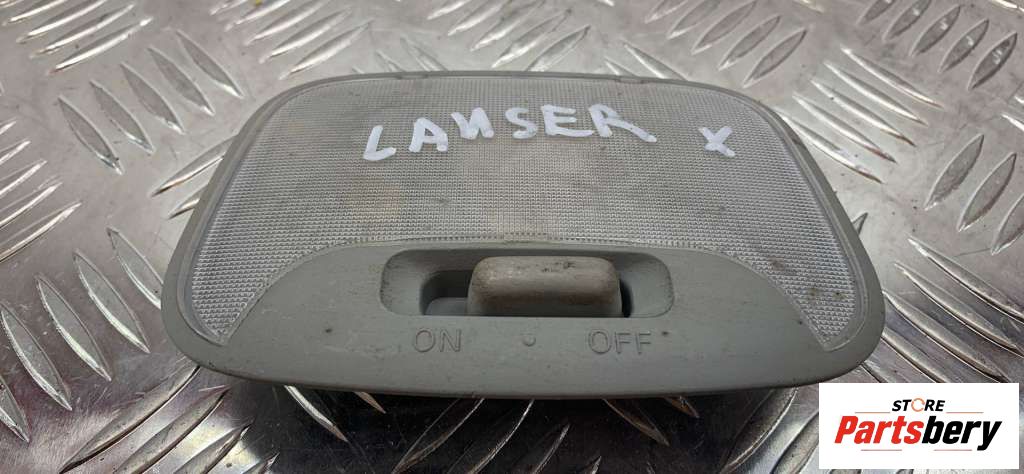 LANSER X
ON • OFF
STORE
Partsbery